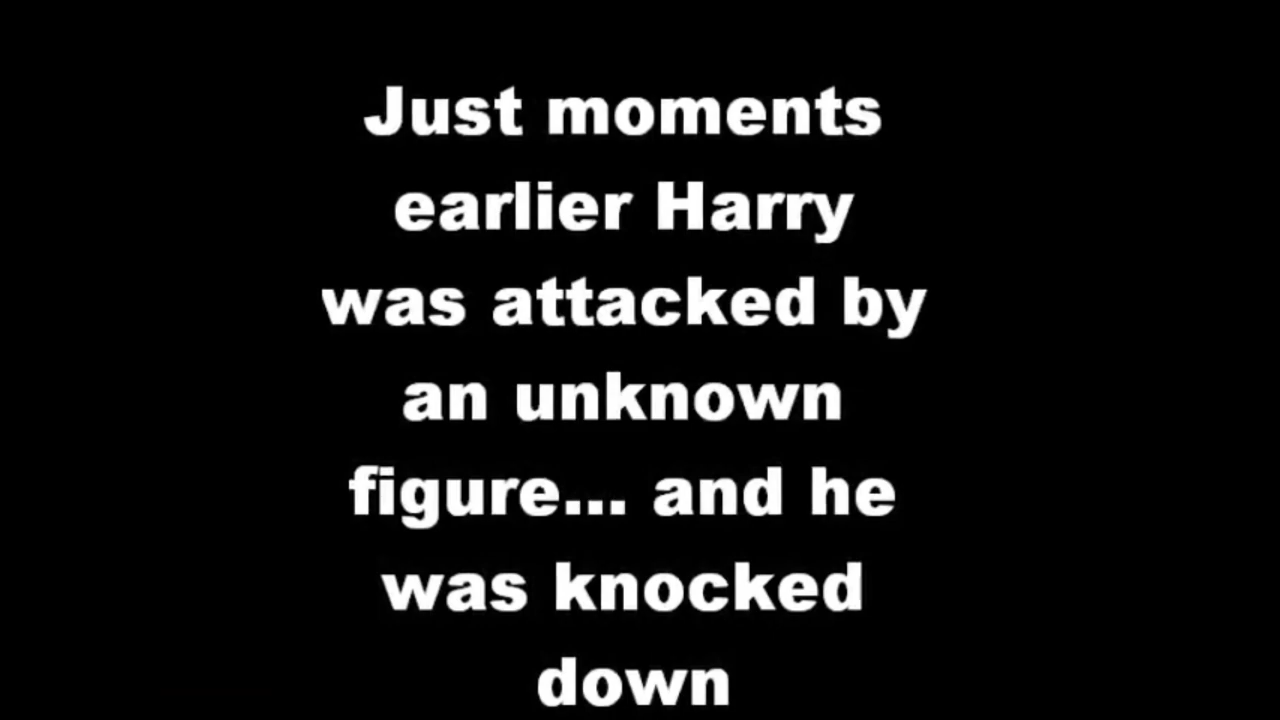 Just moments
earlier Harry
was attacked by
an unknown
figure... and he
was knocked
down